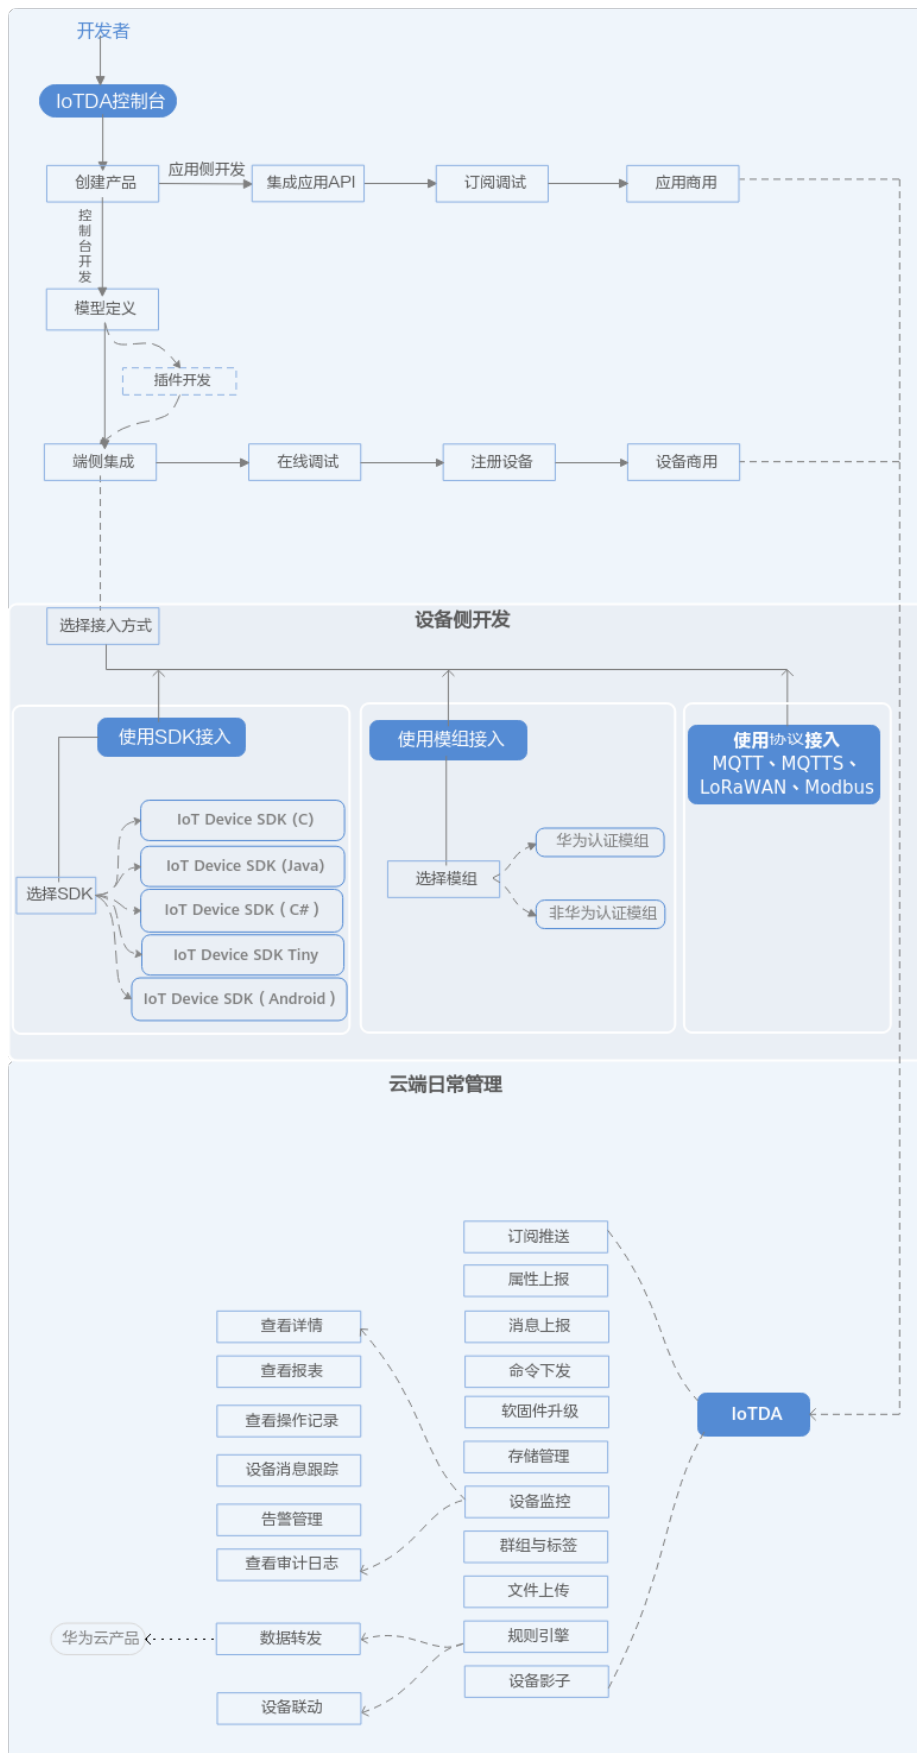 开发者
IoTDA控制台
创建产品
应用侧开发
集成应用API
订阅调试
应用商用
控制台开发
模型定义
插件开发
端侧集成
在线调试
注册设备
设备商用
选择接入方式
设备侧开发
使用SDK接入
选择SDK
IoT Device SDK (C)
IoT Device SDK (Java)
IoT Device SDK ( C# )
IoT Device SDK Tiny
IoT Device SDK ( Android )
使用模组接入
选择模组
华为认证模组
非华为认证模组
使用协议接入
MQTT、MQTTS、
LoRaWAN、Modbus
云端日常管理
订阅推送
属性上报
消息上报
命令下发
软固件升级
存储管理
设备监控
群组与标签
文件上传
规则引擎
设备影子
IoTDA
查看详情
查看报表
查看操作记录
设备消息跟踪
告警管理
查看审计日志
数据转发
华为云产品
设备联动